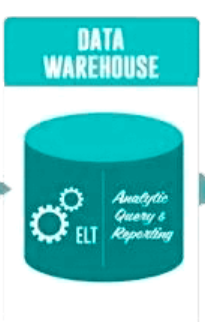 DATA
WAREHOUSE
ELT
Analytic
Query &
Reporting